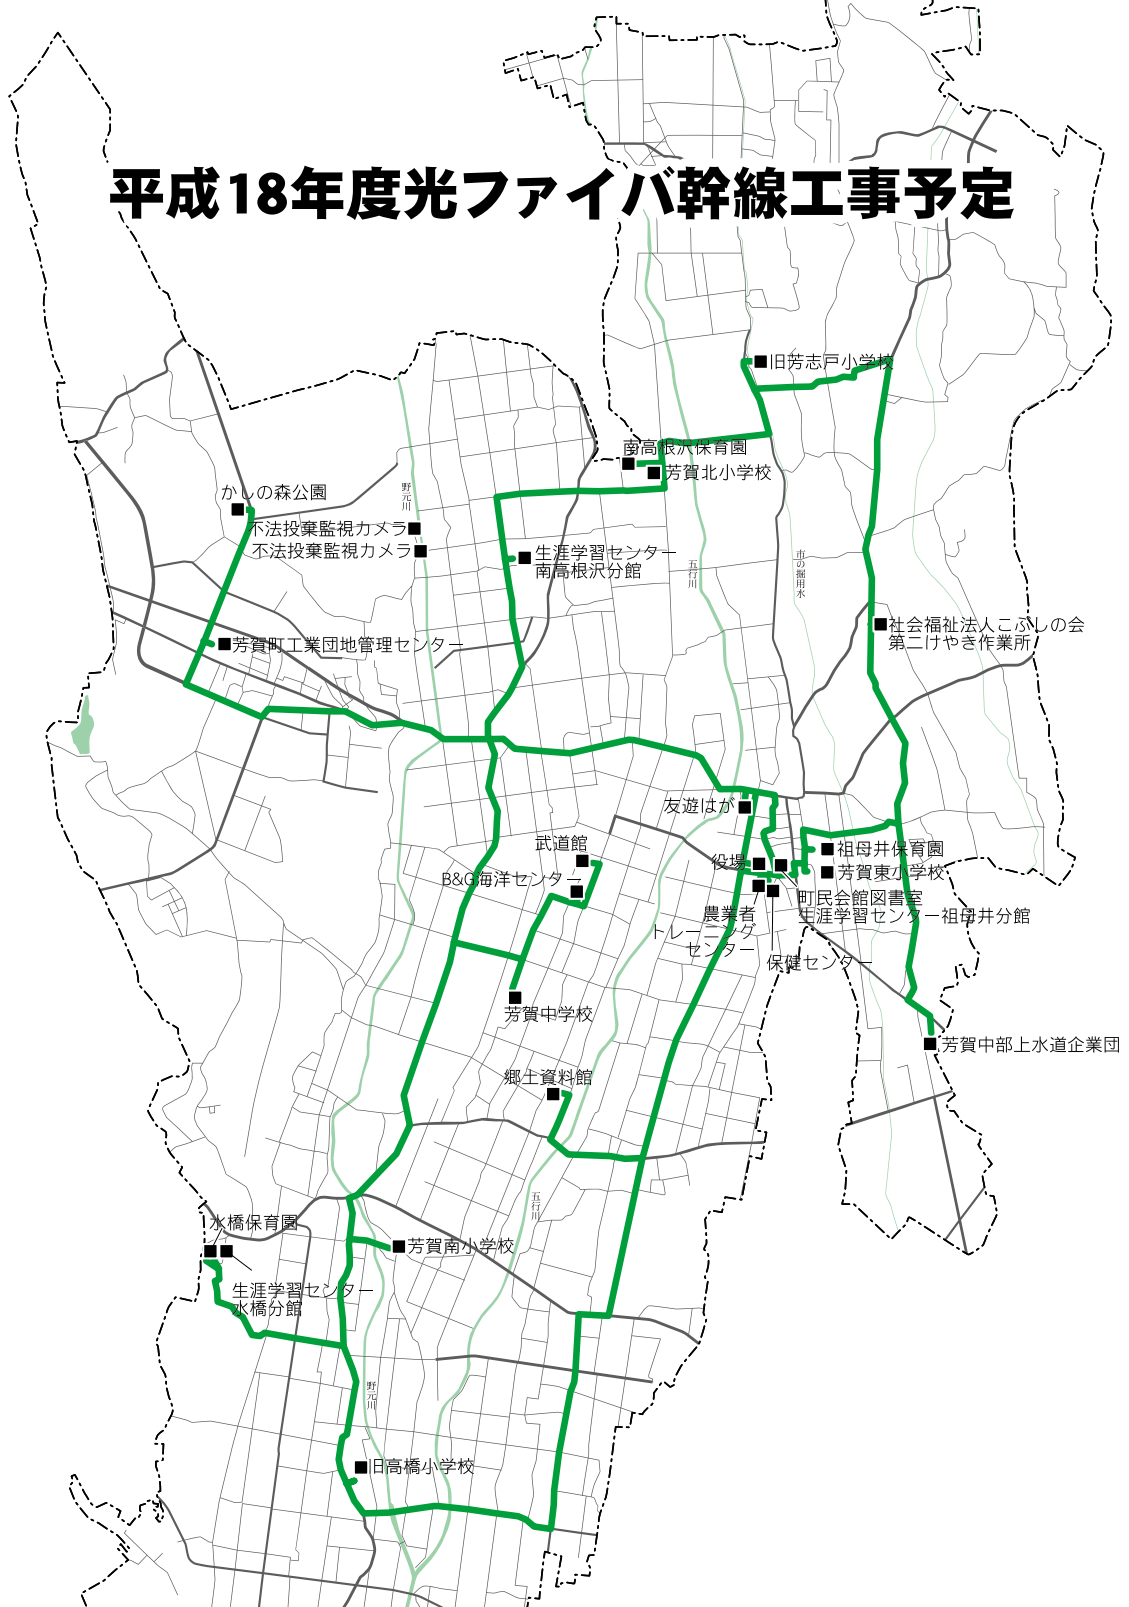 平成18年度光ファイバ幹線工事予定
旧芳志戸小学校
南高根沢保育園
芳賀北小学校
かしの森公園
野元川
不法投棄監視カメラ
不法投棄監視カメラ
生涯学習センター
南高根沢分館
五行川
市の掘用水
社会福祉法人こぶしの会
第二けやき作業所
芳賀町工業団地管理センター
友遊はが
武道館
役場
祖母井保育園
芳賀東小学校
B&G海洋センター
町民会館図書室
生涯学習センター祖母井分館
農業者
トレーニング
センター
保健センター
芳賀中学校
芳賀中部上水道企業団
郷土資料館
五行川
水橋保育園
芳賀南小学校
生涯学習センター
水橋分館
野元川
旧高橋小学校